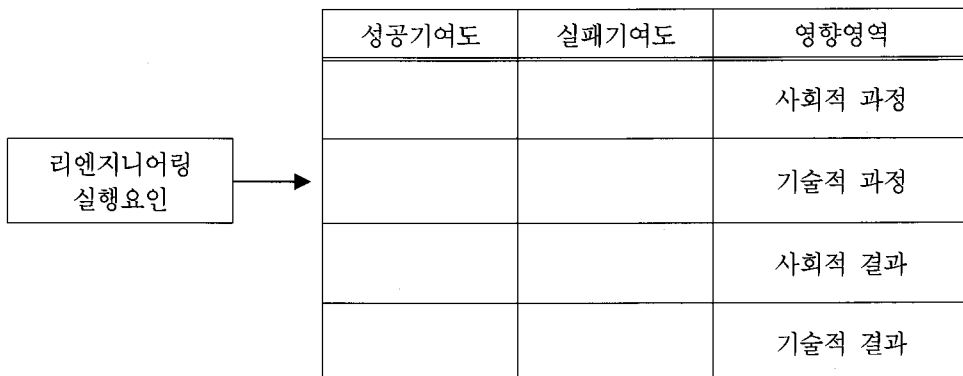 성공기여도 실패기여도 영향영역
사회적 과정
리엔지니어링
실행요인
기술적 과정
사회적 결과
기술적 결과